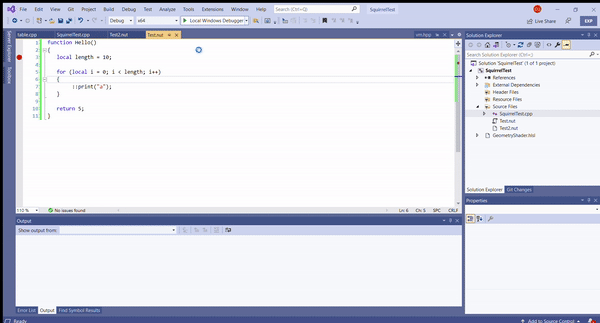 File Edit View Git Project Build Debug Test Analyze Tools Extensions Window Help Search (Ctrl+Q) SquirrelTest
Debug x64 Local Windows Debugger Live Share EXP
Server Explorer
Toolbox
table.cpp SquirrelTest.cpp Test2.nut Test.nut
1 function Hello()
2 {
3 local length = 10;
4
5 for (local i = 0; i < length; i++)
6 {
7 ::print("a");
8 }
9
10 return 5;
11 }
110 % No issues found Ln: 6 Ch: 5 SPC CRLF
Output
Show output from:
Error List Output Find Symbol Results
Solution Explorer
Search Solution Explorer (Ctrl+;)
Solution 'SquirrelTest' (1 of 1 project)
SquirrelTest
References
External Dependencies
Header Files
Resource Files
Source Files
SquirrelTest.cpp
Test.nut
Test2.nut
GeometryShader.hlsl
Solution Explorer Git Changes
Properties
Ready Add to Source Control